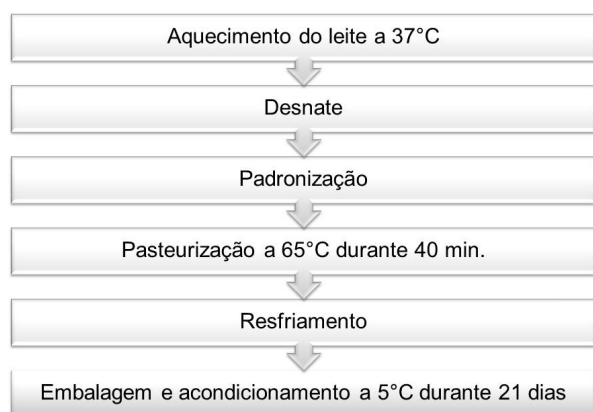 Aquecimento do leite a 37°C
Desnate
Padronização
Pasteurização a 65°C durante 40 min.
Resfriamento
Embalagem e acondicionamento a 5°C durante 21 dias